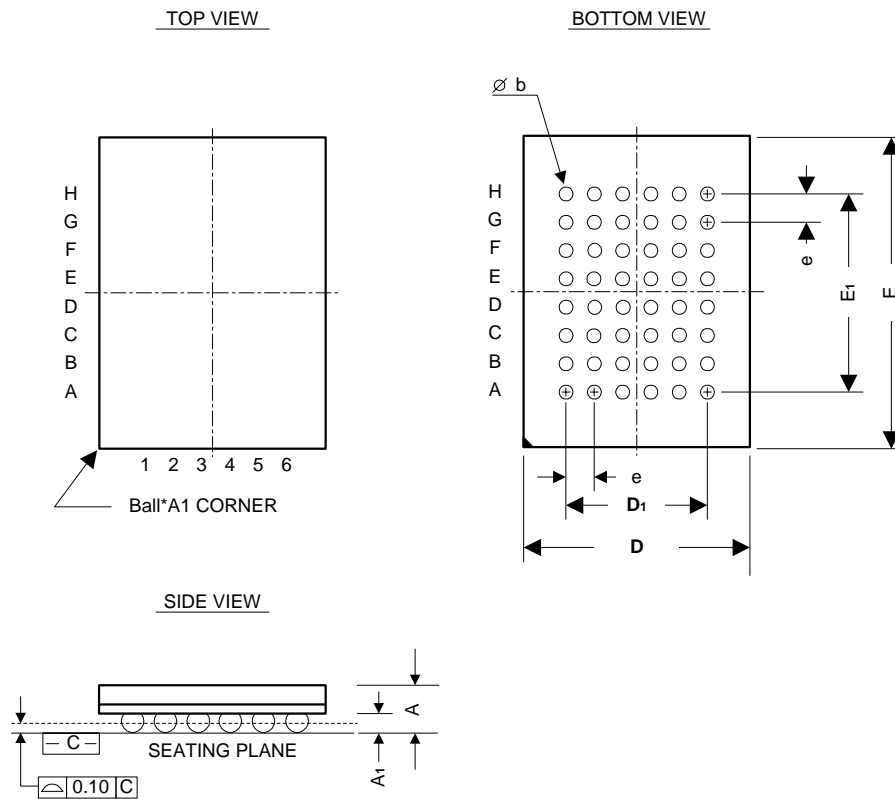 TOP VIEW
H
G
F
E
D
C
B
A
1 2 3 4 5 6
Ball*A1 CORNER
BOTTOM VIEW
Ø b
H
G
F
E
D
C
B
A
e
E1
E
e
D1
D
SIDE VIEW
A
A1
C
SEATING PLANE
⌓ 0.10 C